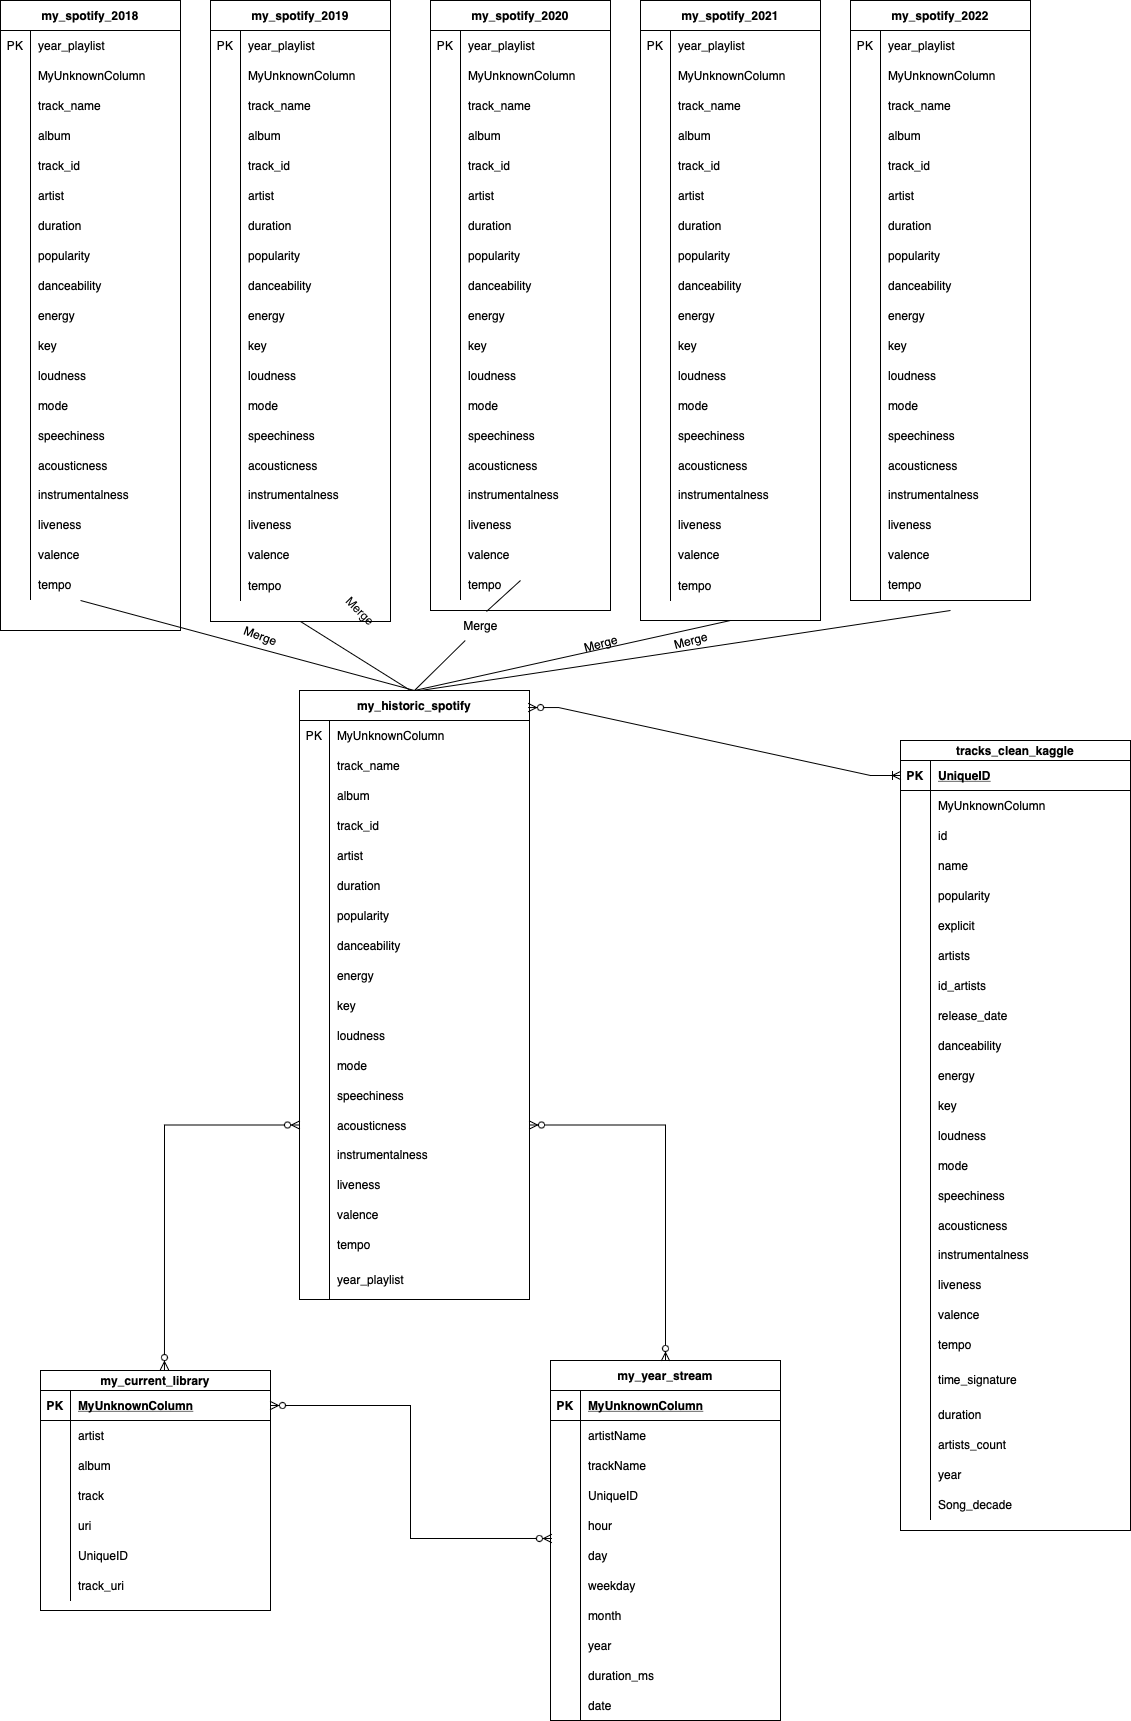 my_spotify_2018
PK
year_playlist
MyUnknownColumn
track_name
album
track_id
artist
duration
popularity
danceability
energy
key
loudness
mode
speechiness
acousticness
instrumentalness
liveness
valence
tempo
my_spotify_2019
PK
year_playlist
MyUnknownColumn
track_name
album
track_id
artist
duration
popularity
danceability
energy
key
loudness
mode
speechiness
acousticness
instrumentalness
liveness
valence
tempo
my_spotify_2020
PK
year_playlist
MyUnknownColumn
track_name
album
track_id
artist
duration
popularity
danceability
energy
key
loudness
mode
speechiness
acousticness
instrumentalness
liveness
valence
tempo
my_spotify_2021
PK
year_playlist
MyUnknownColumn
track_name
album
track_id
artist
duration
popularity
danceability
energy
key
loudness
mode
speechiness
acousticness
instrumentalness
liveness
valence
tempo
my_spotify_2022
PK
year_playlist
MyUnknownColumn
track_name
album
track_id
artist
duration
popularity
danceability
energy
key
loudness
mode
speechiness
acousticness
instrumentalness
liveness
valence
tempo
Merge
Merge
Merge
Merge
Merge
my_historic_spotify
PK
MyUnknownColumn
track_name
album
track_id
artist
duration
popularity
danceability
energy
key
loudness
mode
speechiness
acousticness
instrumentalness
liveness
valence
tempo
year_playlist
tracks_clean_kaggle
PK
UniqueID
MyUnknownColumn
id
name
popularity
explicit
artists
id_artists
release_date
danceability
energy
key
loudness
mode
speechiness
acousticness
instrumentalness
liveness
valence
tempo
time_signature
duration
artists_count
year
Song_decade
my_current_library
PK
MyUnknownColumn
artist
album
track
uri
UniqueID
track_uri
my_year_stream
PK
MyUnknownColumn
artistName
trackName
UniqueID
hour
day
weekday
month
year
duration_ms
date